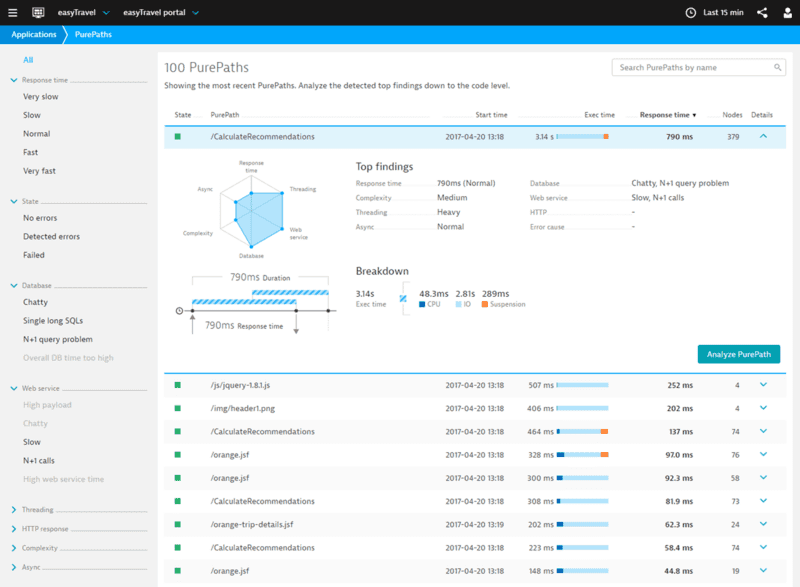 easyTravel easyTravel portal Last 15 min
Applications PurePaths
All
Response time
Very slow
Slow
Normal
Fast
Very fast
State
No errors
Detected errors
Failed
Database
Chatty
Single long SQLs
N+1 query problem
Overall DB time too high
Web service
High payload
Chatty
Slow
N+1 calls
High web service time
Threading
HTTP response
Complexity
Async
100 PurePaths
Search PurePaths by name
Showing the most recent PurePaths. Analyze the detected top findings down to the code level.
State PurePath Start time Exec time Response time ▼ Nodes Details
/CalculateRecommendations 2017-04-20 13:18 3.14 s 790 ms 379
Response
time
Threading
Web
service
Database
Complexity
Async
790ms Duration
790ms Response time
Top findings
Response time 790ms (Normal) Database Chatty, N+1 query problem
Complexity Medium Web service Slow, N+1 calls
Threading Heavy HTTP -
Async Normal Error cause -
Breakdown
3.14s 48.3ms 2.81s 289ms
Exec time CPU IO Suspension
Analyze PurePath
/js/jquery-1.8.1.js 2017-04-20 13:18 507 ms 252 ms 4
/img/header1.png 2017-04-20 13:18 406 ms 202 ms 4
/CalculateRecommendations 2017-04-20 13:18 464 ms 137 ms 74
/orange.jsf 2017-04-20 13:18 328 ms 97.0 ms 76
/orange.jsf 2017-04-20 13:18 300 ms 92.3 ms 58
/CalculateRecommendations 2017-04-20 13:18 308 ms 81.9 ms 73
/orange-trip-details.jsf 2017-04-20 13:19 202 ms 62.3 ms 24
/CalculateRecommendations 2017-04-20 13:18 223 ms 58.4 ms 74
/orange.jsf 2017-04-20 13:18 148 ms 44.8 ms 19